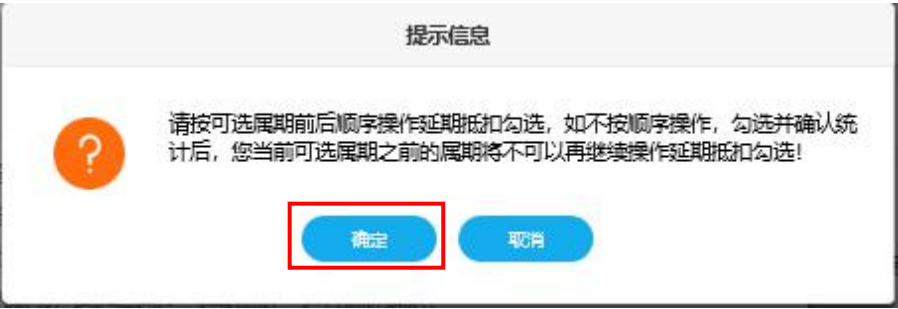 提示信息
请按可选属期前后顺序操作延期抵扣勾选，如不按顺序操作，勾选并确认统
计后，您当前可选属期之前的属期将不可以再继续操作延期抵扣勾选！
?
确定
取消